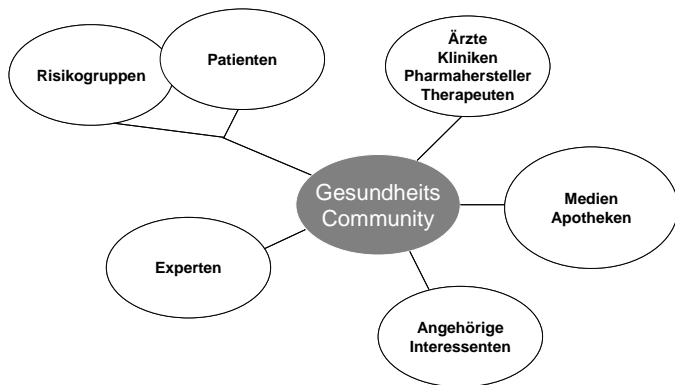 Risikogruppen
Patienten
Ärzte
Kliniken
Pharmahersteller
Therapeuten
Gesundheits
Community
Medien
Apotheken
Experten
Angehörige
Interessenten